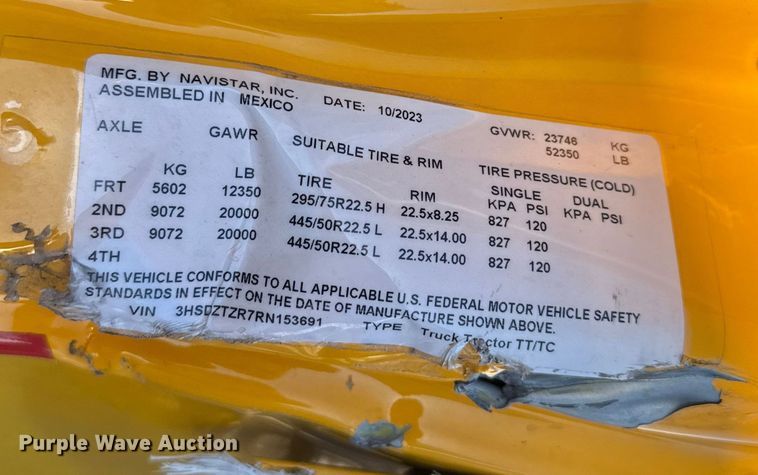 MFG. BY NAVISTAR, INC.
ASSEMBLED IN MEXICO DATE: 10/2023
GVWR: 23746 KG
52350 LB
AXLE GAWR SUITABLE TIRE & RIM TIRE PRESSURE (COLD)
KG LB TIRE RIM SINGLE DUAL
KPA PSI KPA PSI
FRT 5602 12350 295/75R22.5 H 22.5x8.25 827 120
2ND 9072 20000 445/50R22.5 L 22.5x14.00 827 120
3RD 9072 20000 445/50R22.5 L 22.5x14.00 827 120
4TH
THIS VEHICLE CONFORMS TO ALL APPLICABLE U.S. FEDERAL MOTOR VEHICLE SAFETY
STANDARDS IN EFFECT ON THE DATE OF MANUFACTURE SHOWN ABOVE.
VIN 3HSDZTZR7RN153691 TYPE Truck Tractor TT/TC
Purple Wave Auction